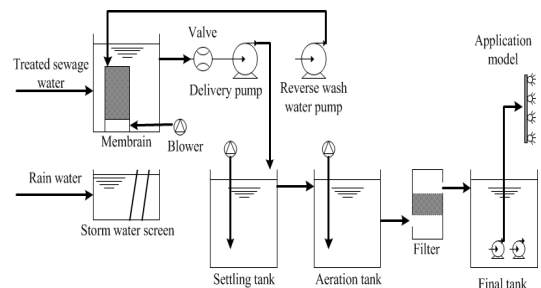 Valve
Application
model
Treated sewage
water
Delivery pump
Reverse wash
water pump
Membrain
Blower
Rain water
Storm water screen
Settling tank
Aeration tank
Filter
Final tank